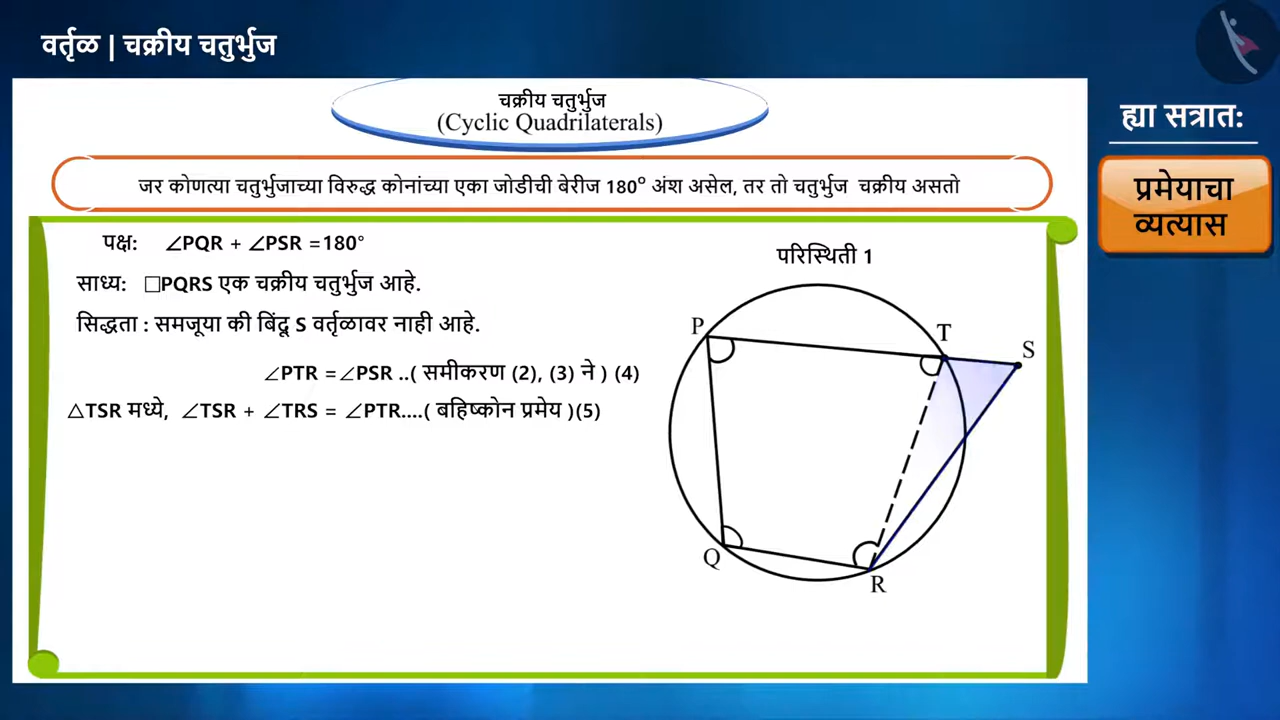 वर्तृळ | चक्रीय चतुर्भुज
ह्या सत्रात:
प्रमेयाचा
व्यत्यास
चक्रीय चतुर्भुज
(Cyclic Quadrilaterals)
जर कोणत्या चतुर्भुजाच्या विरुद्ध कोनांच्या एका जोडीची बेरीज 180° अंश असेल, तर तो चतुर्भुज चक्रीय असतो
पक्ष: ∠PQR + ∠PSR =180°
साध्य: □PQRS एक चक्रीय चतुर्भुज आहे.
सिद्धता : समजूया की बिंदू S वर्तृळावर नाही आहे.
∠PTR =∠PSR ..( समीकरण (2), (3) ने ) (4)
△TSR मध्ये, ∠TSR + ∠TRS = ∠PTR....( बहिष्कोन प्रमेय )(5)
परिस्थिती 1
P
T
S
Q
R